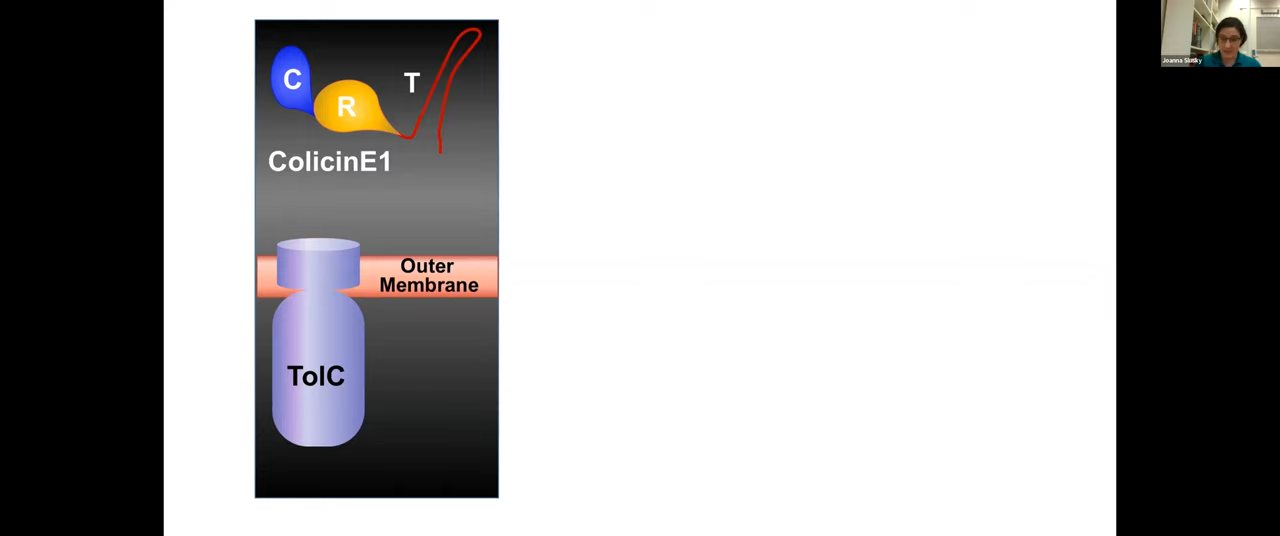 C
R
T
ColicinE1
Outer
Membrane
TolC
Joanna Slusky